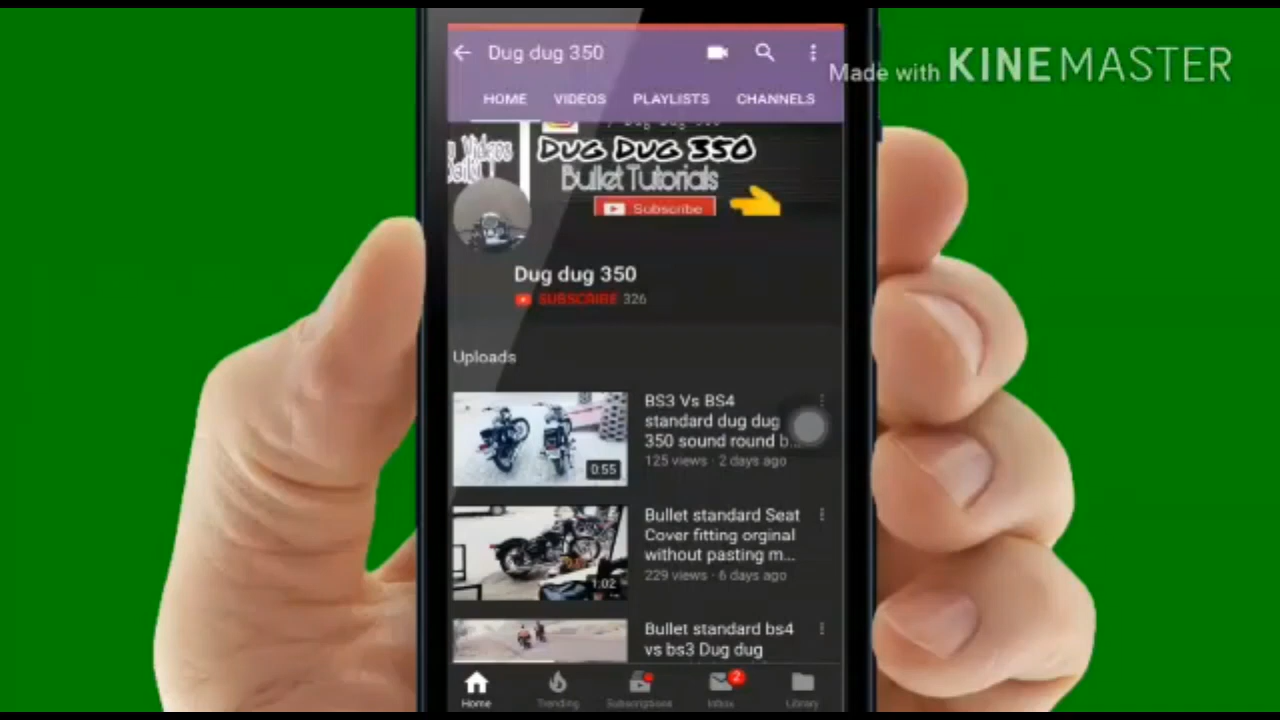 Dug dug 350
Made with KINEMASTER
HOME VIDEOS PLAYLISTS CHANNELS
Videos
DUG DUG 350
Bullet Tutorials
Subscribe
Dug dug 350
SUBSCRIBE 326
Uploads
BS3 Vs BS4
standard dug dug
350 sound round b...
125 views · 2 days ago
0:55
Bullet standard Seat
Cover fitting orginal
without pasting m...
229 views · 6 days ago
1:02
Bullet standard bs4
vs bs3 Dug dug
2
Home Trending Subscriptions Inbox Library